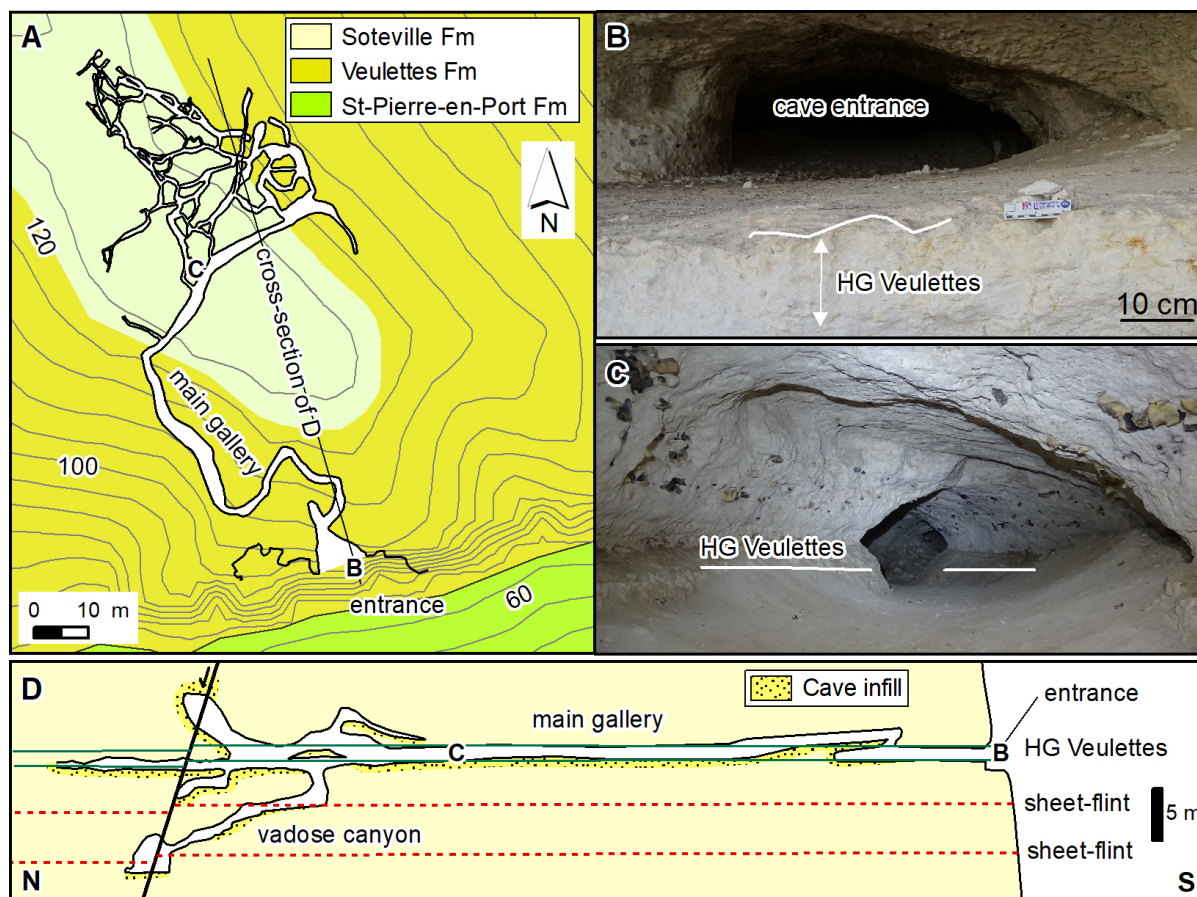 A
Soteville Fm
Veulettes Fm
St-Pierre-en-Port Fm
N
120
C
cross-section-of-D
main gallery
100
B
entrance
0 10 m
60
B
cave entrance
HG Veulettes
10 cm
C
HG Veulettes
D
Cave infill
entrance
main gallery
C
B
HG Veulettes
sheet-flint
5 m
vadose canyon
sheet-flint
N
S